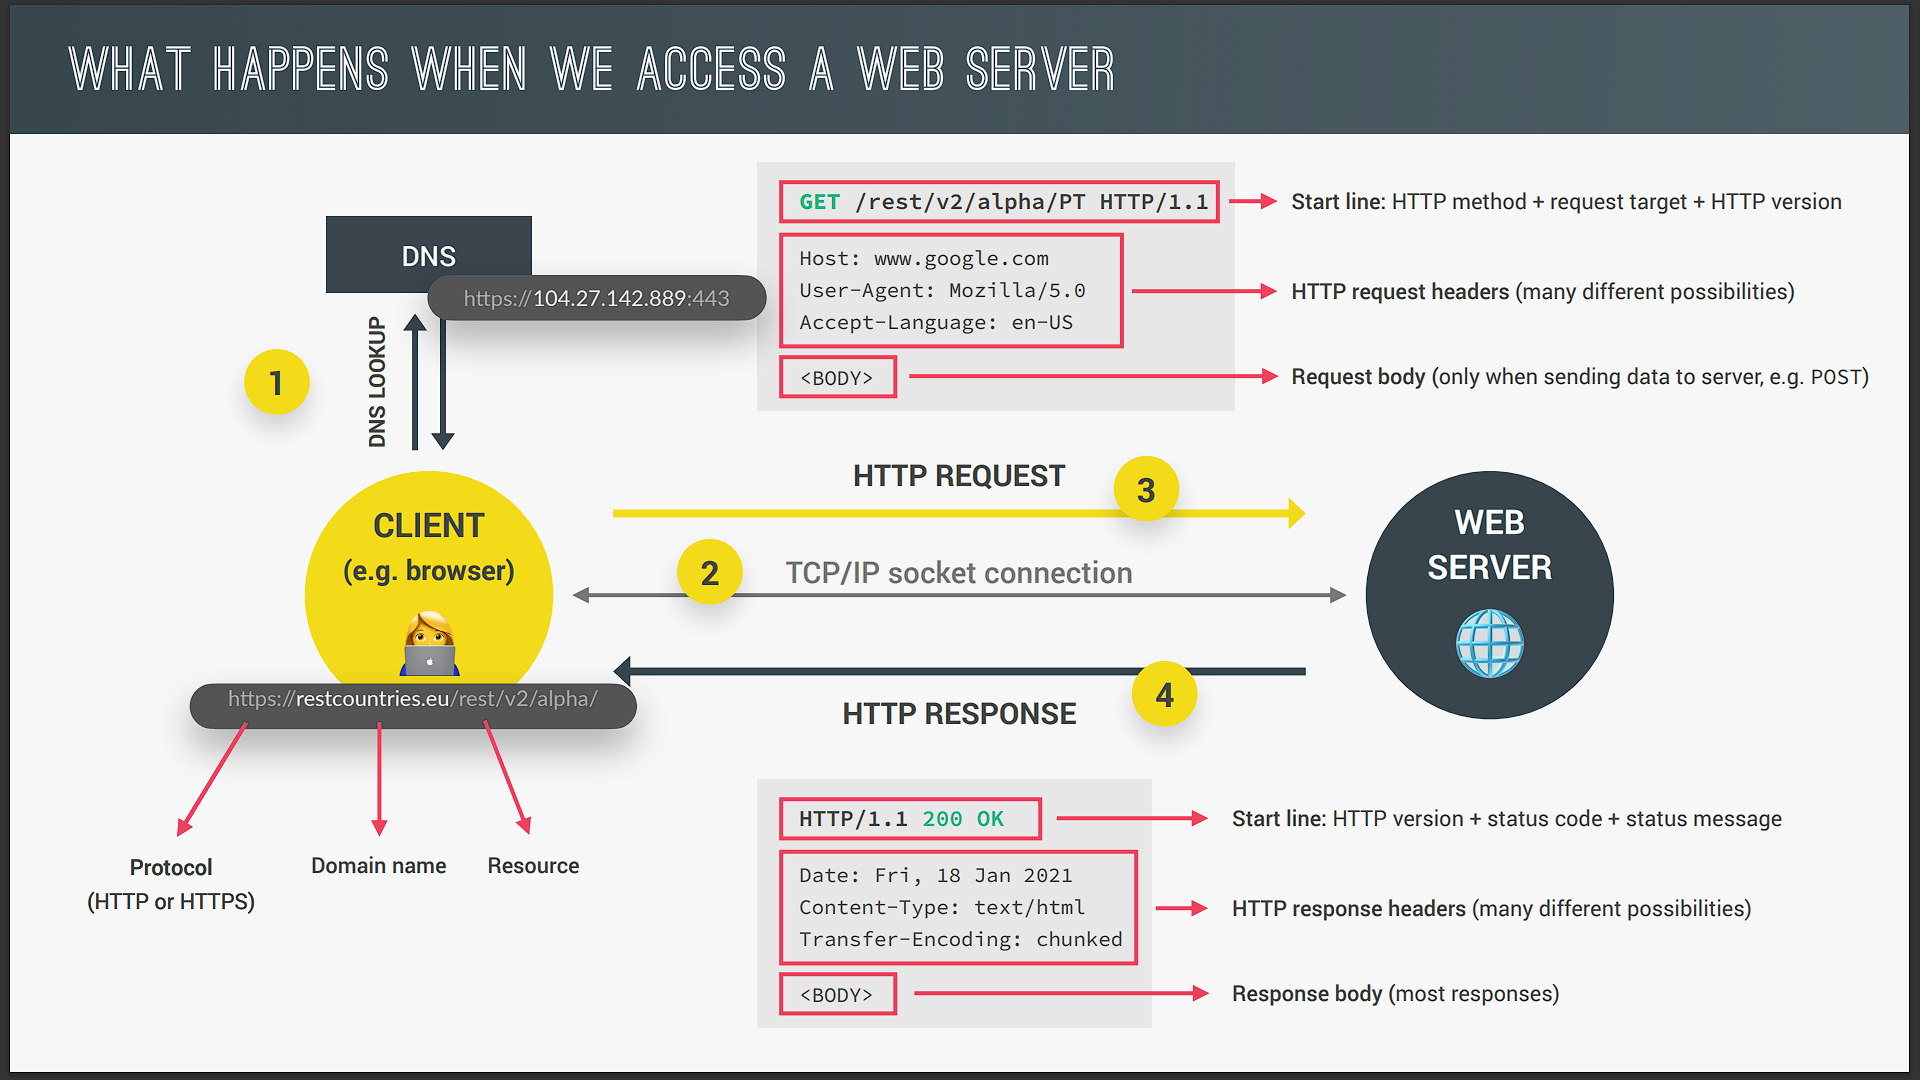 WHAT HAPPENS WHEN WE ACCESS A WEB SERVER
GET /rest/v2/alpha/PT HTTP/1.1
Start line: HTTP method + request target + HTTP version
Host: www.google.com
User-Agent: Mozilla/5.0
Accept-Language: en-US
HTTP request headers (many different possibilities)
<BODY>
Request body (only when sending data to server, e.g. POST)
DNS
https://104.27.142.889:443
DNS LOOKUP
1
HTTP REQUEST
3
CLIENT
(e.g. browser)
2
TCP/IP socket connection
WEB
SERVER
https://restcountries.eu/rest/v2/alpha/
4
HTTP RESPONSE
Protocol
(HTTP or HTTPS)
Domain name
Resource
HTTP/1.1 200 OK
Start line: HTTP version + status code + status message
Date: Fri, 18 Jan 2021
Content-Type: text/html
Transfer-Encoding: chunked
HTTP response headers (many different possibilities)
<BODY>
Response body (most responses)